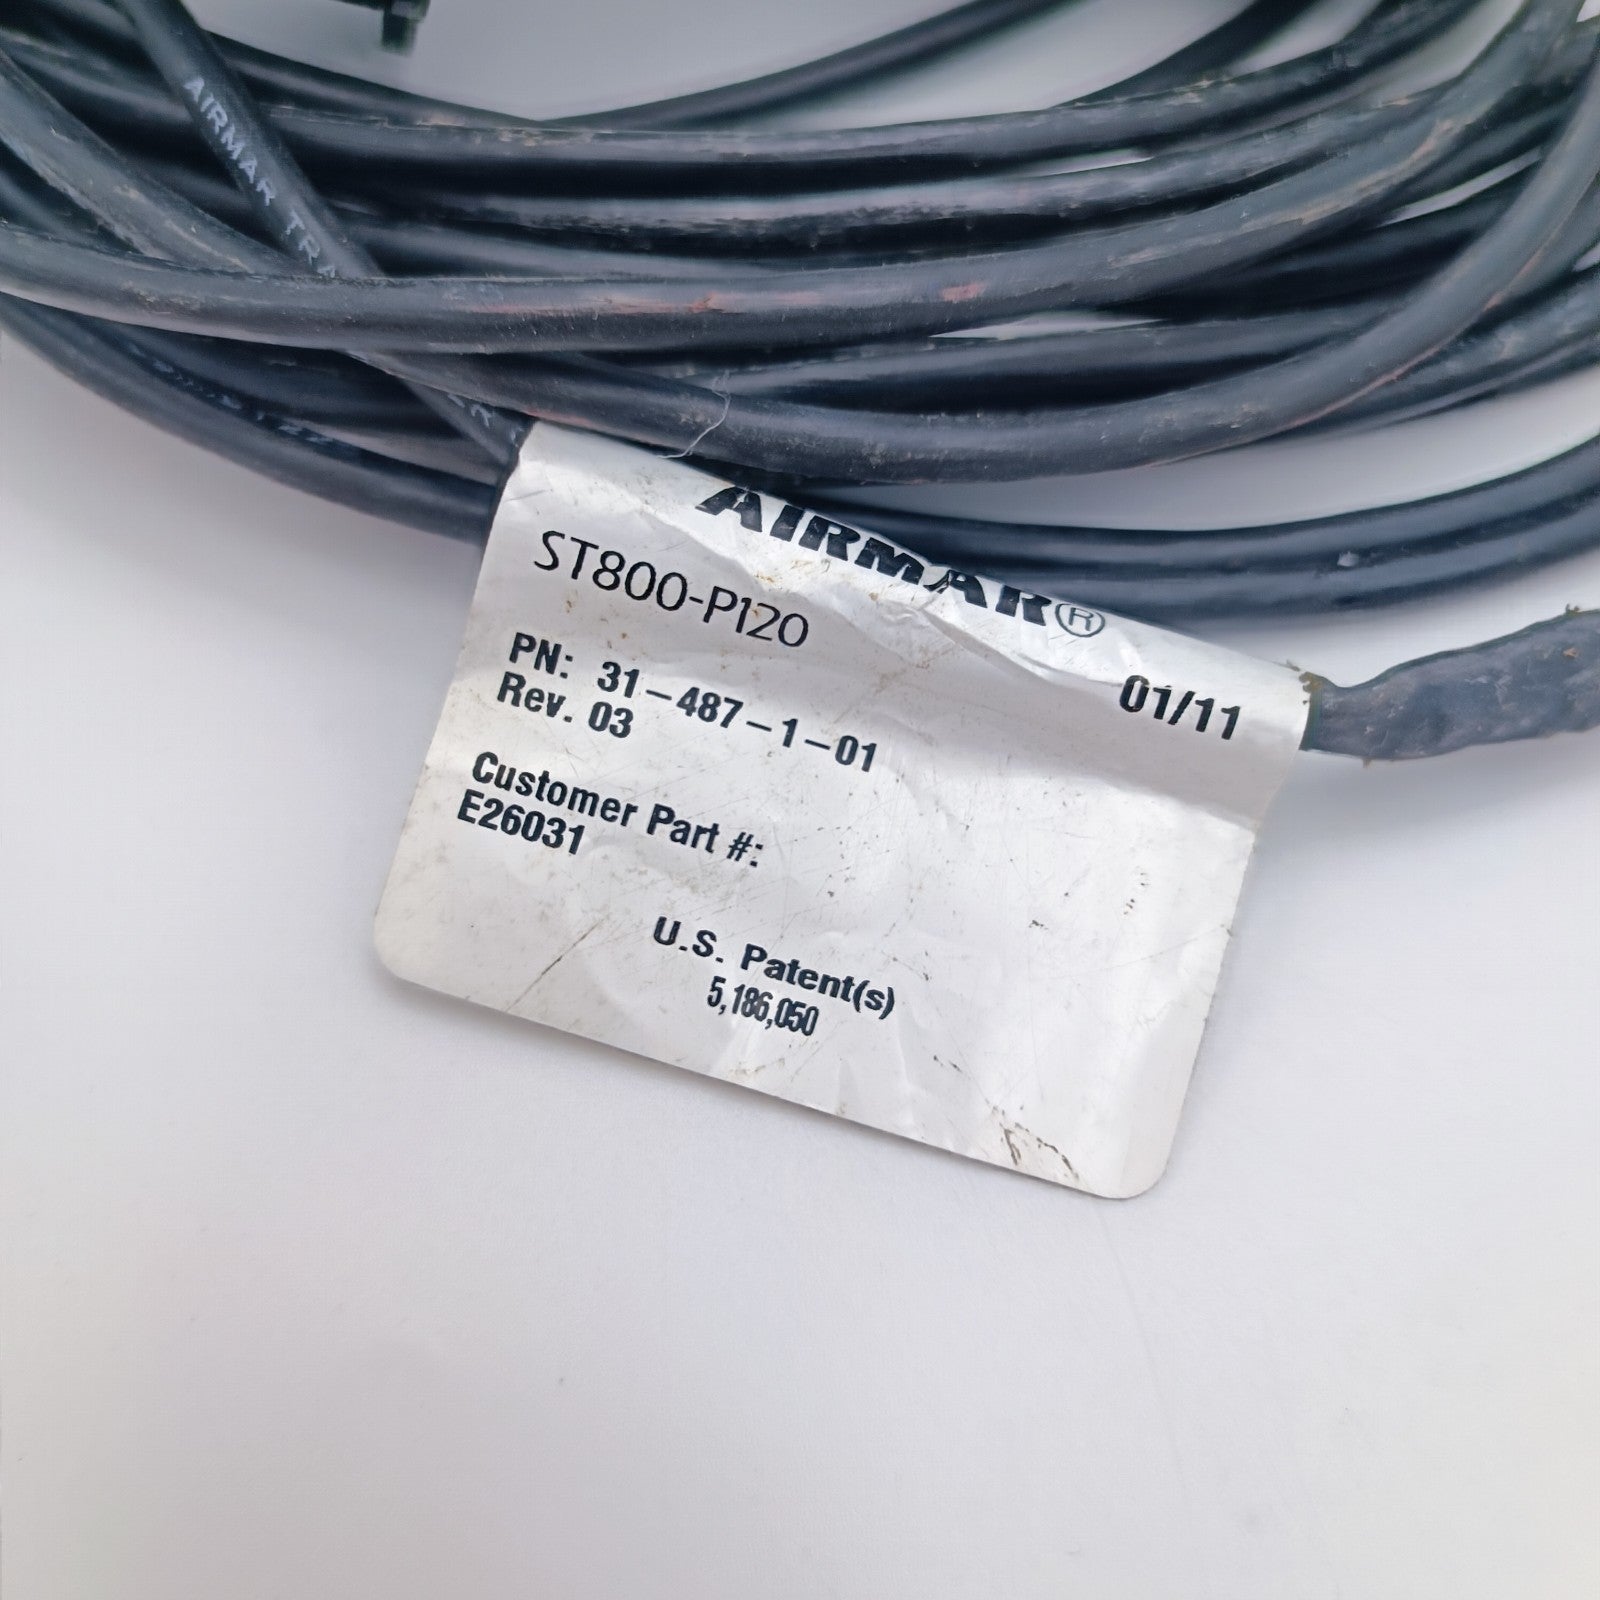 AIRMAR TRA
AIRMAR®
ST800-P120
01/11
PN: 31-487-1-01
Rev. 03
Customer Part #:
E26031
U.S. Patent(s)
5,186,050